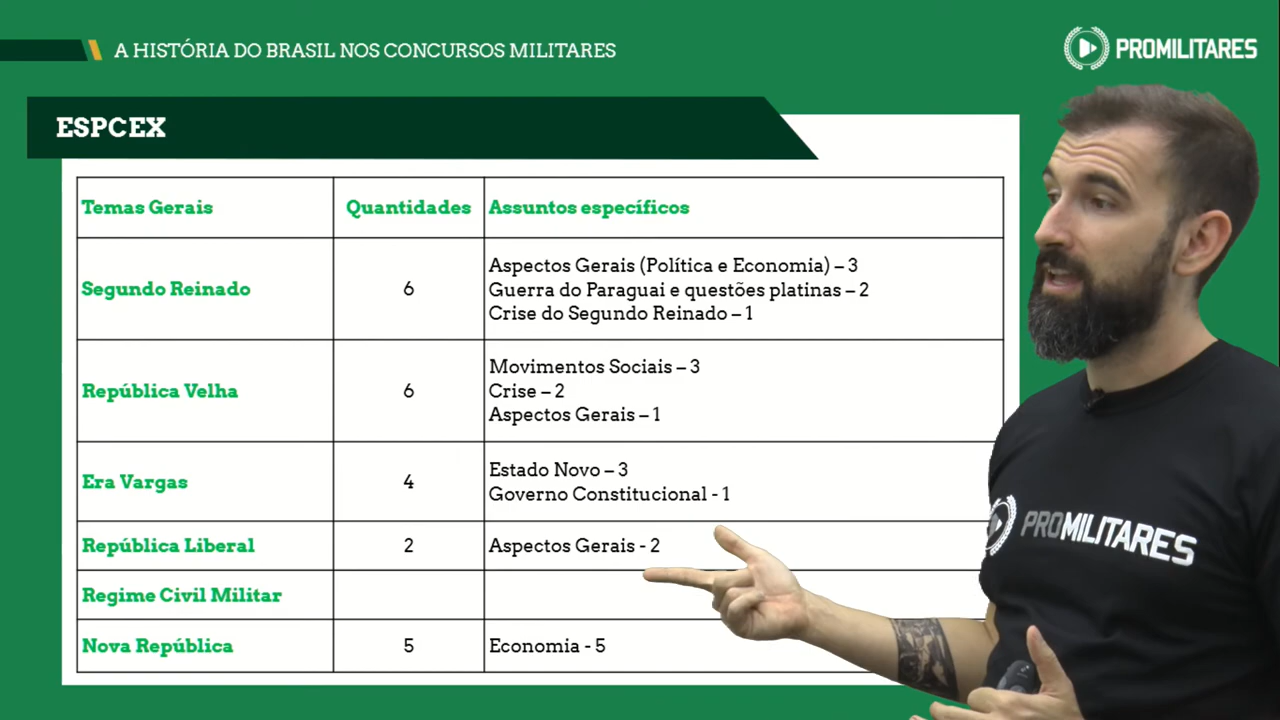 A HISTÓRIA DO BRASIL NOS CONCURSOS MILITARES
PROMILITARES
ESPCEX
Temas Gerais
Quantidades
Assuntos específicos
Segundo Reinado
6
Aspectos Gerais (Política e Economia) – 3
Guerra do Paraguai e questões platinas – 2
Crise do Segundo Reinado – 1
República Velha
6
Movimentos Sociais – 3
Crise – 2
Aspectos Gerais – 1
Era Vargas
4
Estado Novo – 3
Governo Constitucional - 1
República Liberal
2
Aspectos Gerais - 2
Regime Civil Militar
Nova República
5
Economia - 5
PROMILITARES